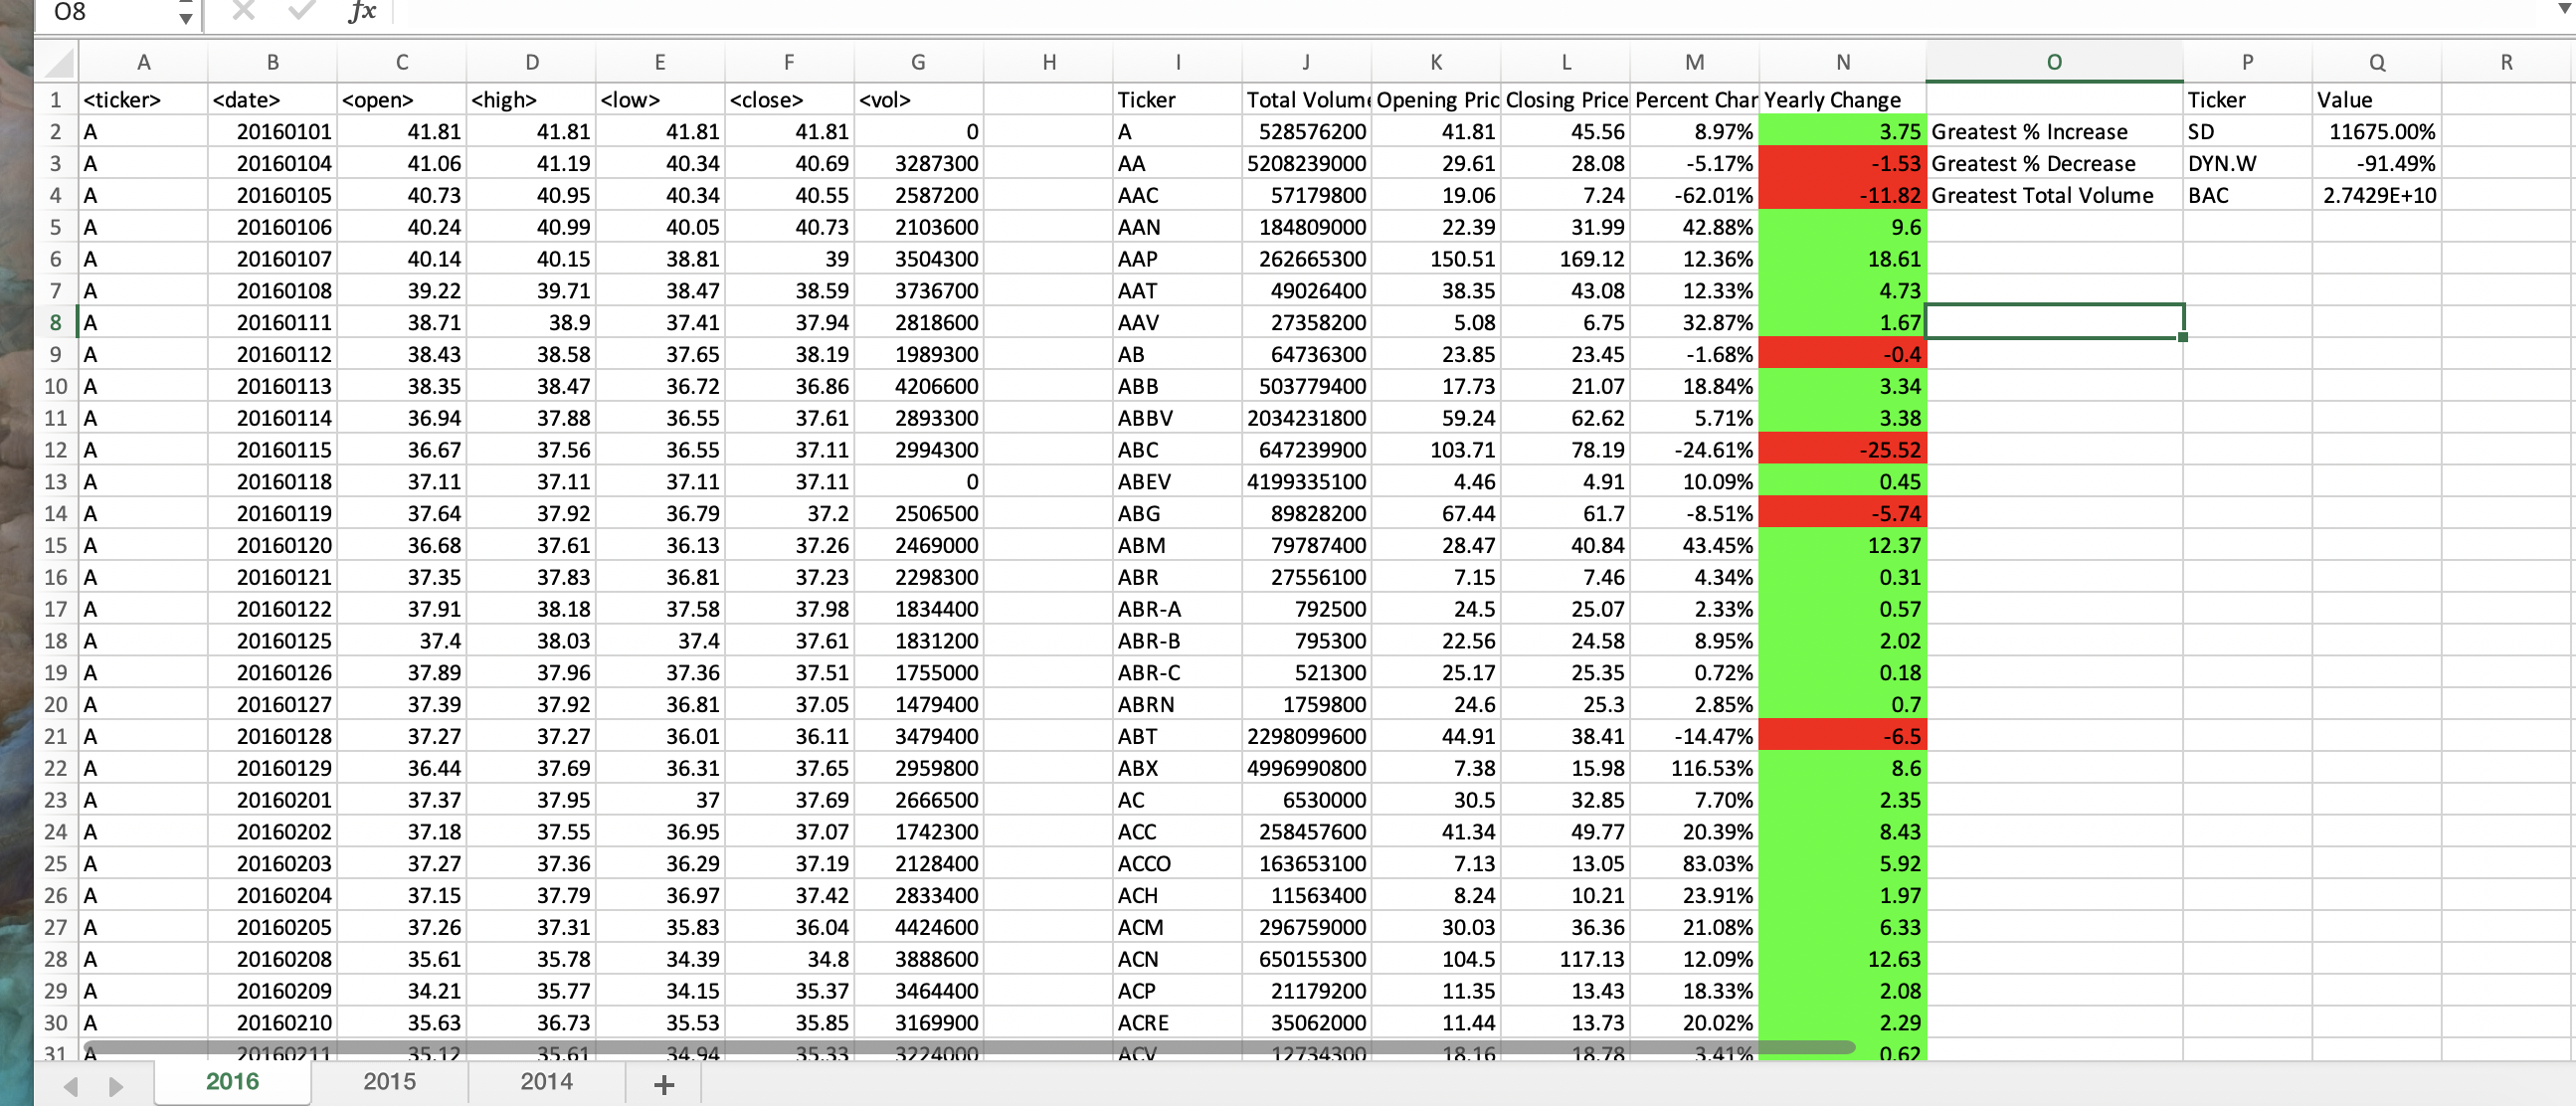 O8 fx
A B C D E F G H I J K L M N O P Q R
1 <ticker> <date> <open> <high> <low> <close> <vol> Ticker Total Volum Opening Pric Closing Price Percent Char Yearly Change Ticker Value
2 A 20160101 41.81 41.81 41.81 41.81 0 A 528576200 41.81 45.56 8.97% 3.75 Greatest % Increase SD 11675.00%
3 A 20160104 41.06 41.19 40.34 40.69 3287300 AA 5208239000 29.61 28.08 -5.17% -1.53 Greatest % Decrease DYN.W -91.49%
4 A 20160105 40.73 40.95 40.34 40.55 2587200 AAC 57179800 19.06 7.24 -62.01% -11.82 Greatest Total Volume BAC 2.7429E+10
5 A 20160106 40.24 40.99 40.05 40.73 2103600 AAN 184809000 22.39 31.99 42.88% 9.6
6 A 20160107 40.14 40.15 38.81 39 3504300 AAP 262665300 150.51 169.12 12.36% 18.61
7 A 20160108 39.22 39.71 38.47 38.59 3736700 AAT 49026400 38.35 43.08 12.33% 4.73
8 A 20160111 38.71 38.9 37.41 37.94 2818600 AAV 27358200 5.08 6.75 32.87% 1.67
9 A 20160112 38.43 38.58 37.65 38.19 1989300 AB 64736300 23.85 23.45 -1.68% -0.4
10 A 20160113 38.35 38.47 36.72 36.86 4206600 ABB 503779400 17.73 21.07 18.84% 3.34
11 A 20160114 36.94 37.88 36.55 37.61 2893300 ABBV 2034231800 59.24 62.62 5.71% 3.38
12 A 20160115 36.67 37.56 36.55 37.11 2994300 ABC 647239900 103.71 78.19 -24.61% -25.52
13 A 20160118 37.11 37.11 37.11 37.11 0 ABEV 4199335100 4.46 4.91 10.09% 0.45
14 A 20160119 37.64 37.92 36.79 37.2 2506500 ABG 89828200 67.44 61.7 -8.51% -5.74
15 A 20160120 36.68 37.61 36.13 37.26 2469000 ABM 79787400 28.47 40.84 43.45% 12.37
16 A 20160121 37.35 37.83 36.81 37.23 2298300 ABR 27556100 7.15 7.46 4.34% 0.31
17 A 20160122 37.91 38.18 37.58 37.98 1834400 ABR-A 792500 24.5 25.07 2.33% 0.57
18 A 20160125 37.4 38.03 37.4 37.61 1831200 ABR-B 795300 22.56 24.58 8.95% 2.02
19 A 20160126 37.89 37.96 37.36 37.51 1755000 ABR-C 521300 25.17 25.35 0.72% 0.18
20 A 20160127 37.39 37.92 36.81 37.05 1479400 ABRN 1759800 24.6 25.3 2.85% 0.7
21 A 20160128 37.27 37.27 36.01 36.11 3479400 ABT 2298099600 44.91 38.41 -14.47% -6.5
22 A 20160129 36.44 37.69 36.31 37.65 2959800 ABX 4996990800 7.38 15.98 116.53% 8.6
23 A 20160201 37.37 37.95 37 37.69 2666500 AC 6530000 30.5 32.85 7.70% 2.35
24 A 20160202 37.18 37.55 36.95 37.07 1742300 ACC 258457600 41.34 49.77 20.39% 8.43
25 A 20160203 37.27 37.36 36.29 37.19 2128400 ACCO 163653100 7.13 13.05 83.03% 5.92
26 A 20160204 37.15 37.79 36.97 37.42 2833400 ACH 11563400 8.24 10.21 23.91% 1.97
27 A 20160205 37.26 37.31 35.83 36.04 4424600 ACM 296759000 30.03 36.36 21.08% 6.33
28 A 20160208 35.61 35.78 34.39 34.8 3888600 ACN 650155300 104.5 117.13 12.09% 12.63
29 A 20160209 34.21 35.77 34.15 35.37 3464400 ACP 21179200 11.35 13.43 18.33% 2.08
30 A 20160210 35.63 36.73 35.53 35.85 3169900 ACRE 35062000 11.44 13.73 20.02% 2.29
31 A 20160211 35.12 35.61 34.94 35.33 3224000 ACV 12734300 18.16 18.78 3.41% 0.62
2016 2015 2014 +